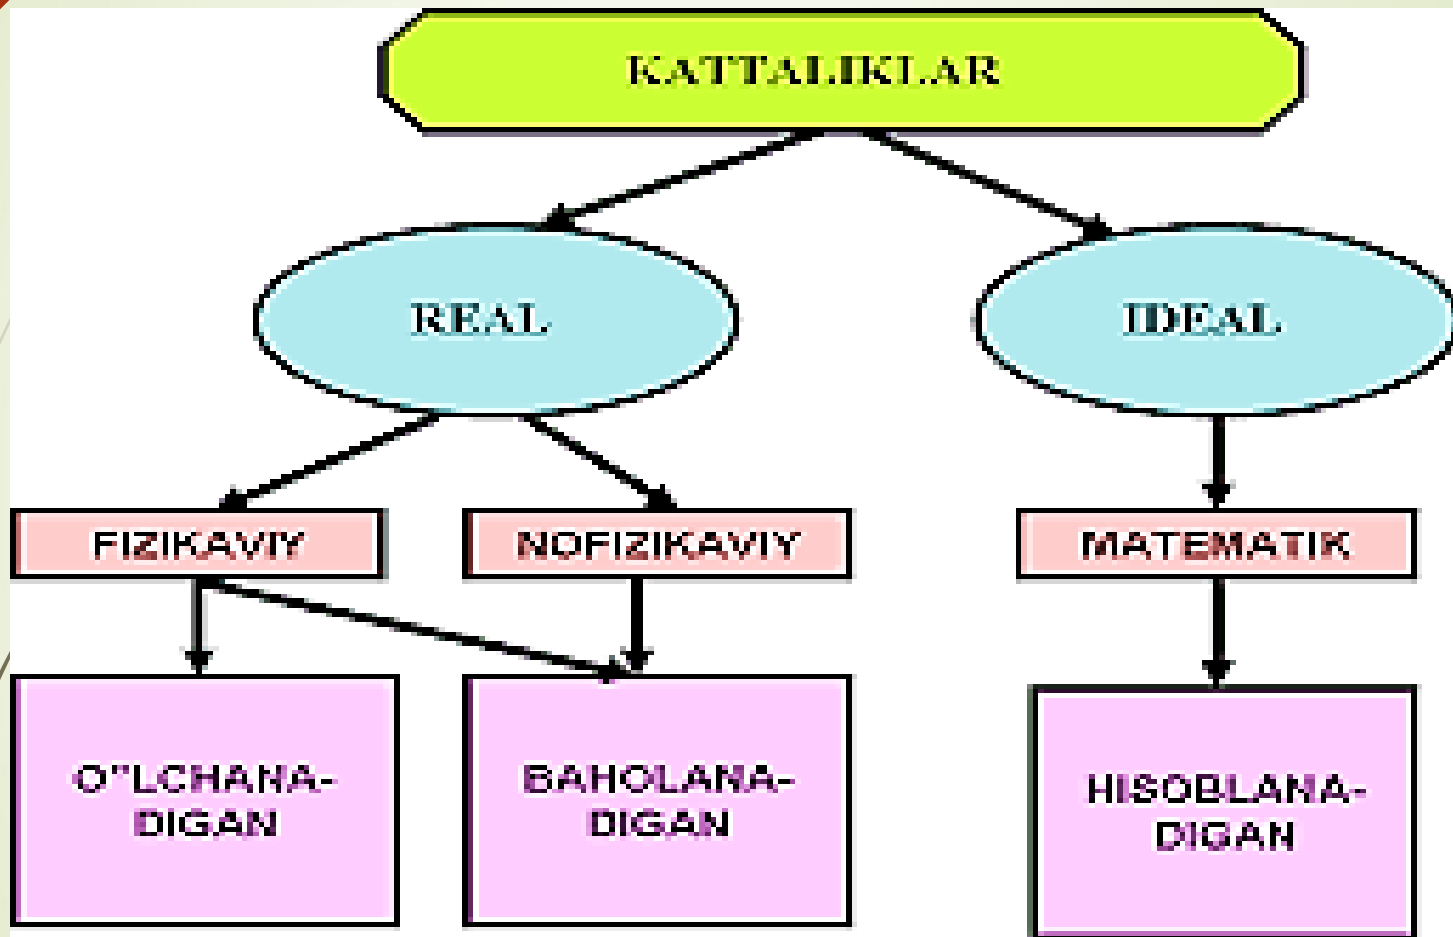 KATTALIKLAR
REAL
IDEAL
FIZIKAVIY
NOFIZIKAVIY
MATEMATIK
O"LCHANA-
DIGAN
BAHOLANA-
DIGAN
HISOBLANA-
DIGAN